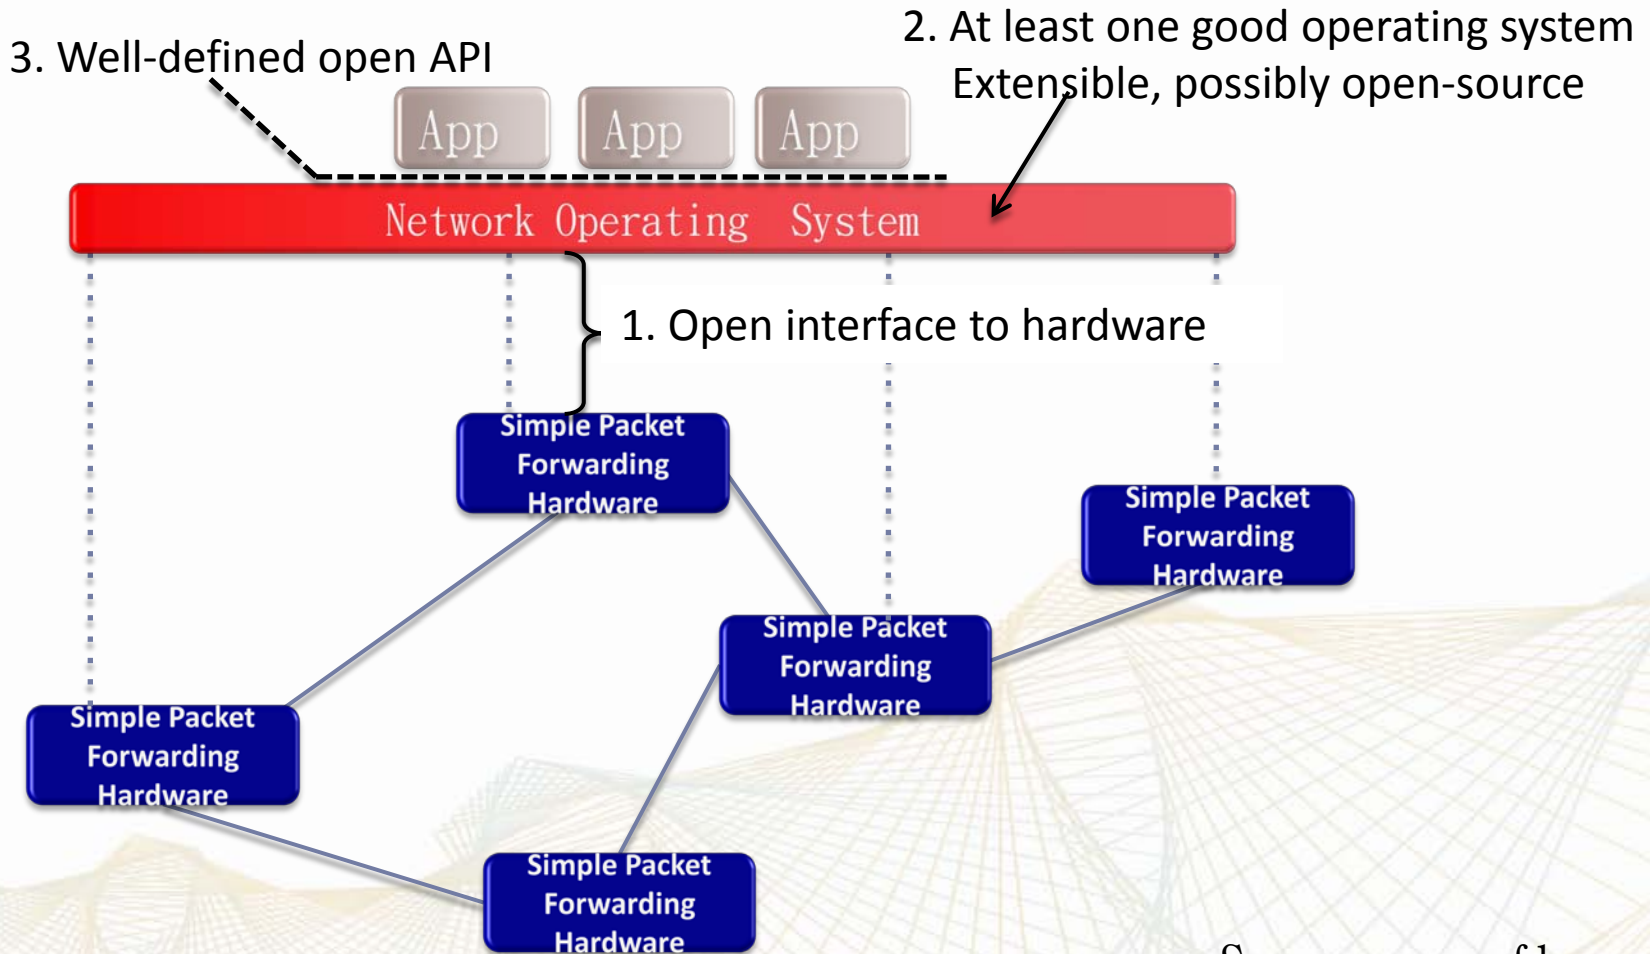 2. At least one good operating system
Extensible, possibly open-source
3. Well-defined open API
App App App
Network Operating System
1. Open interface to hardware
Simple Packet
Forwarding
Hardware
Simple Packet
Forwarding
Hardware
Simple Packet
Forwarding
Hardware
Simple Packet
Forwarding
Hardware
Simple Packet
Forwarding
Hardware